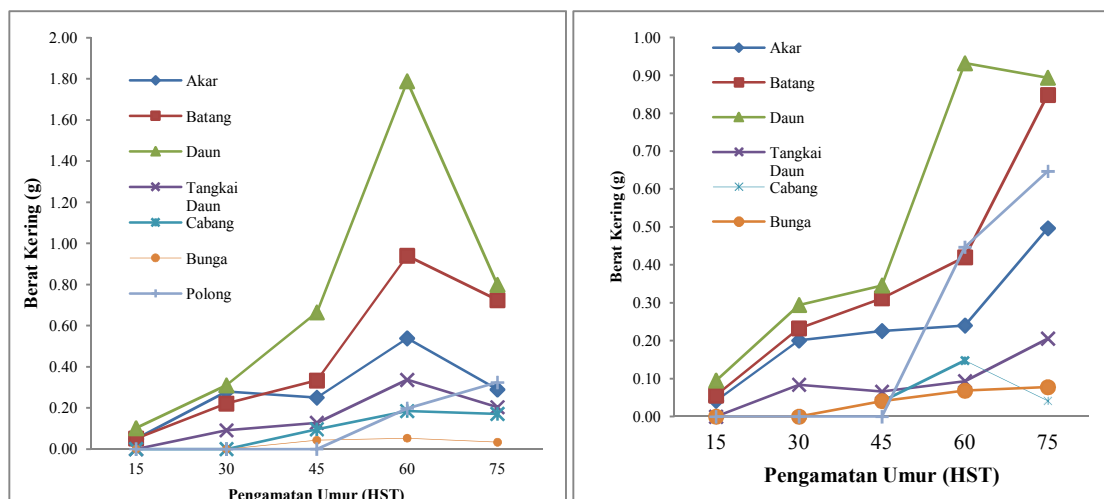 2.00
1.80
1.60
1.40
1.20
1.00
0.80
0.60
0.40
0.20
0.00
Berat Kering (g)
Akar
Batang
Daun
Tangkai
Daun
Cabang
Bunga
Polong
15 30 45 60 75
Pengamatan Umur (HST)
1.00
0.90
0.80
0.70
0.60
0.50
0.40
0.30
0.20
0.10
0.00
Berat Kering (g)
Akar
Batang
Daun
Tangkai
Daun
Cabang
Bunga
15 30 45 60 75
Pengamatan Umur (HST)